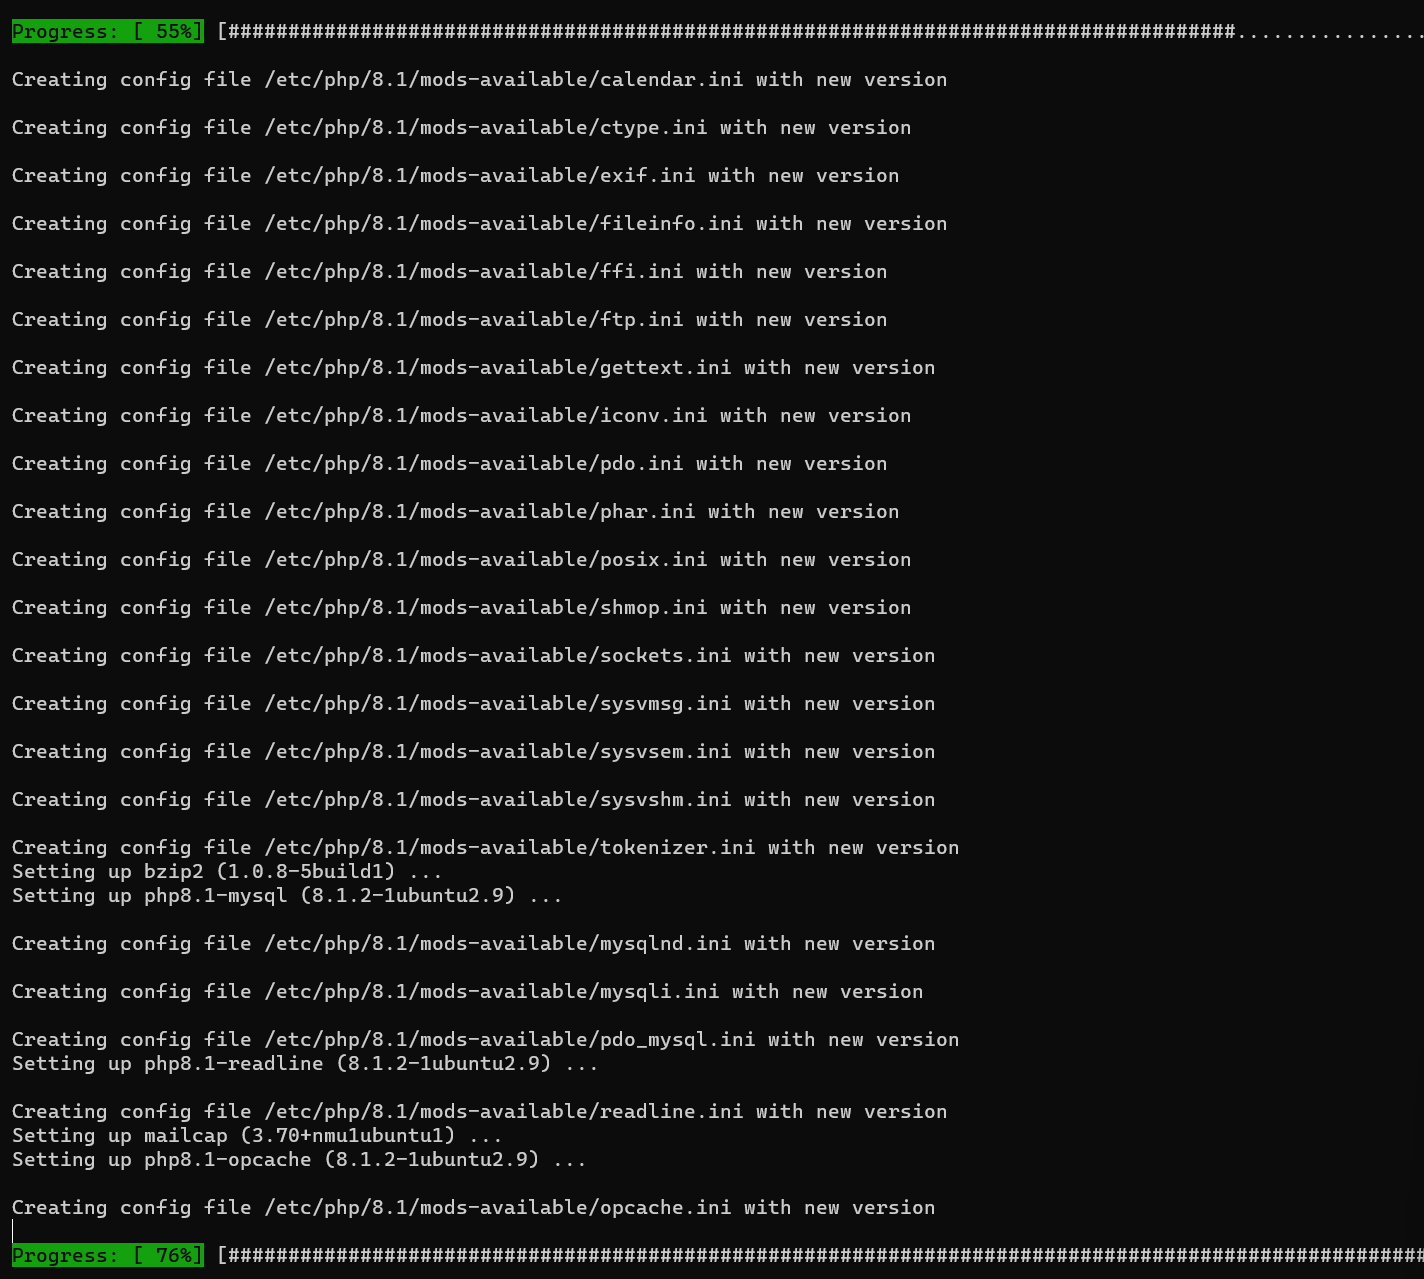 Progress: [ 55%] [####################################################################################................
Creating config file /etc/php/8.1/mods-available/calendar.ini with new version
Creating config file /etc/php/8.1/mods-available/ctype.ini with new version
Creating config file /etc/php/8.1/mods-available/exif.ini with new version
Creating config file /etc/php/8.1/mods-available/fileinfo.ini with new version
Creating config file /etc/php/8.1/mods-available/ffi.ini with new version
Creating config file /etc/php/8.1/mods-available/ftp.ini with new version
Creating config file /etc/php/8.1/mods-available/gettext.ini with new version
Creating config file /etc/php/8.1/mods-available/iconv.ini with new version
Creating config file /etc/php/8.1/mods-available/pdo.ini with new version
Creating config file /etc/php/8.1/mods-available/phar.ini with new version
Creating config file /etc/php/8.1/mods-available/posix.ini with new version
Creating config file /etc/php/8.1/mods-available/shmop.ini with new version
Creating config file /etc/php/8.1/mods-available/sockets.ini with new version
Creating config file /etc/php/8.1/mods-available/sysvmsg.ini with new version
Creating config file /etc/php/8.1/mods-available/sysvsem.ini with new version
Creating config file /etc/php/8.1/mods-available/sysvshm.ini with new version
Creating config file /etc/php/8.1/mods-available/tokenizer.ini with new version
Setting up bzip2 (1.0.8-5build1) ...
Setting up php8.1-mysql (8.1.2-1ubuntu2.9) ...
Creating config file /etc/php/8.1/mods-available/mysqlnd.ini with new version
Creating config file /etc/php/8.1/mods-available/mysqli.ini with new version
Creating config file /etc/php/8.1/mods-available/pdo_mysql.ini with new version
Setting up php8.1-readline (8.1.2-1ubuntu2.9) ...
Creating config file /etc/php/8.1/mods-available/readline.ini with new version
Setting up mailcap (3.70+nmu1ubuntu1) ...
Setting up php8.1-opcache (8.1.2-1ubuntu2.9) ...
Creating config file /etc/php/8.1/mods-available/opcache.ini with new version
Progress: [ 76%] [####################################################################################################